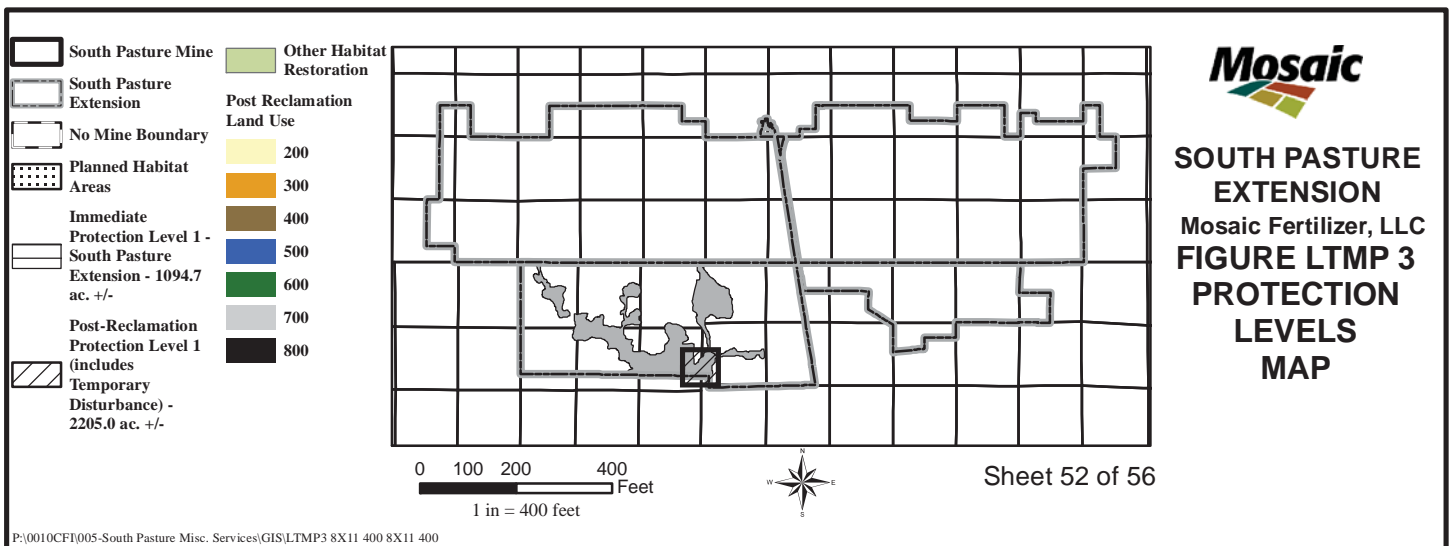 South Pasture Mine
South Pasture
Extension
No Mine Boundary
Planned Habitat
Areas
Immediate
Protection Level 1 -
South Pasture
Extension - 1094.7
ac. +/-
Post-Reclamation
Protection Level 1
(includes
Temporary
Disturbance) -
2205.0 ac. +/-
Other Habitat
Restoration
Post Reclamation
Land Use
200
300
400
500
600
700
800
0 100 200 400
Feet
1 in = 400 feet
N
W E
S
Sheet 52 of 56
Mosaic
SOUTH PASTURE
EXTENSION
Mosaic Fertilizer, LLC
FIGURE LTMP 3
PROTECTION
LEVELS
MAP
P:\0010CFI\005-South Pasture Misc. Services\GIS\LTMP3 8X11 400 8X11 400